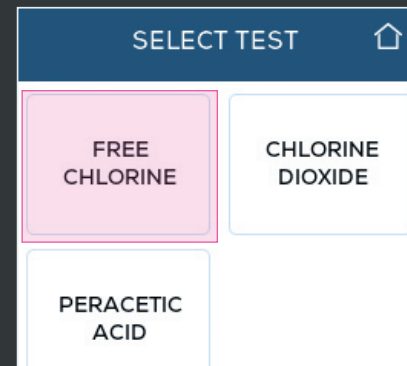 SELECT TEST
FREE
CHLORINE
CHLORINE
DIOXIDE
PERACETIC
ACID